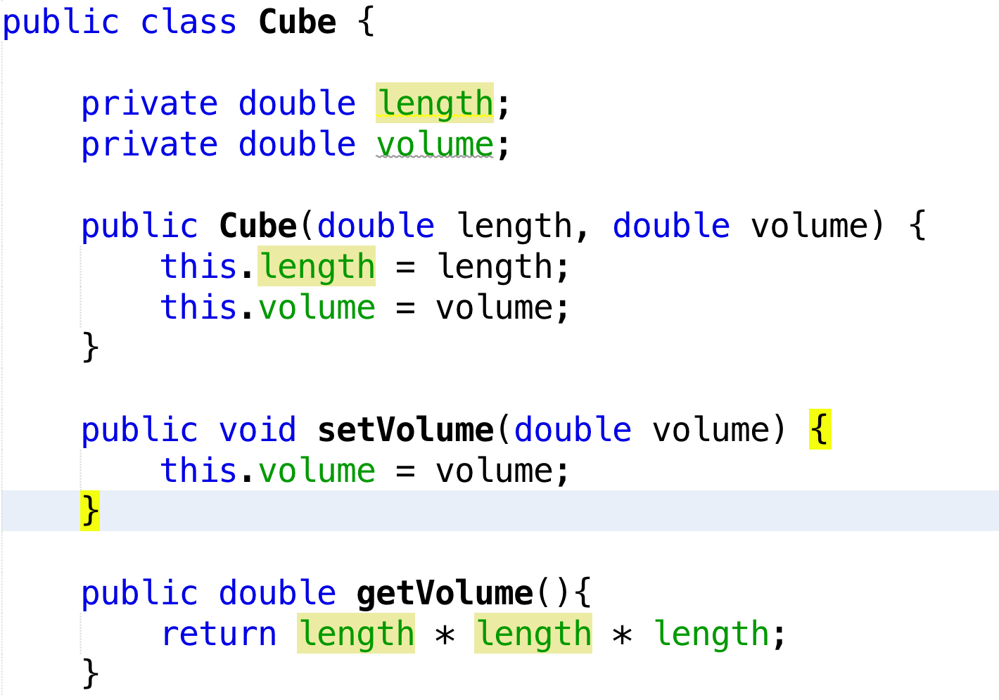 public class Cube {
private double length;
private double volume;
public Cube(double length, double volume) {
this.length = length;
this.volume = volume;
}
public void setVolume(double volume) {
this.volume = volume;
}
public double getVolume(){
return length * length * length;
}